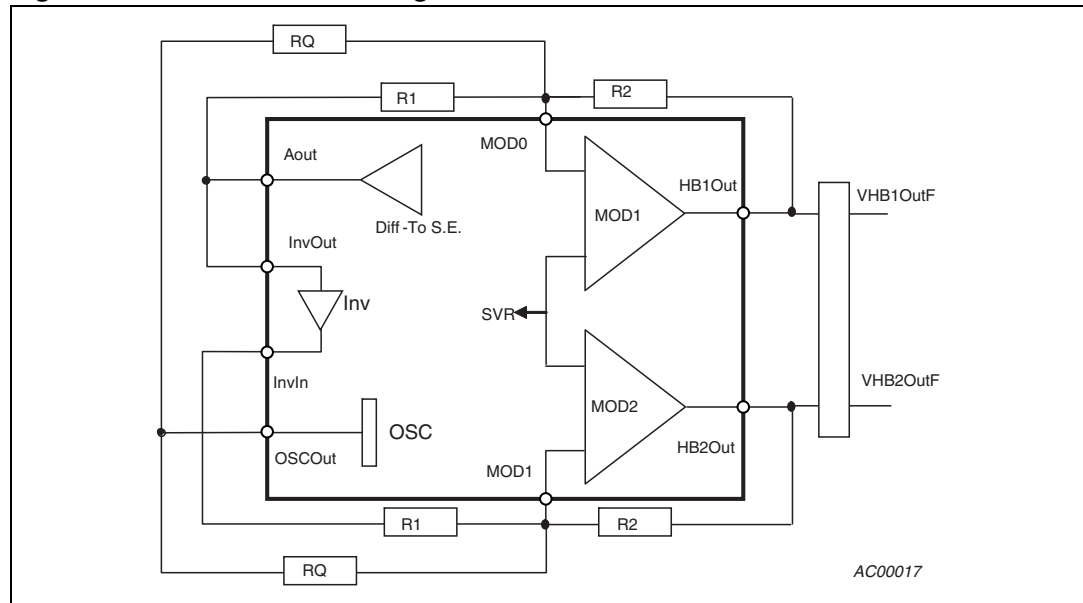 RQ
R1
R2
MOD0
Aout
HB1Out
VHB1OutF
MOD1
Diff -To S.E.
InvOut
Inv
SVR
InvIn
VHB2OutF
MOD2
OSC
OSCOut
HB2Out
MOD1
R1
R2
RQ
AC00017